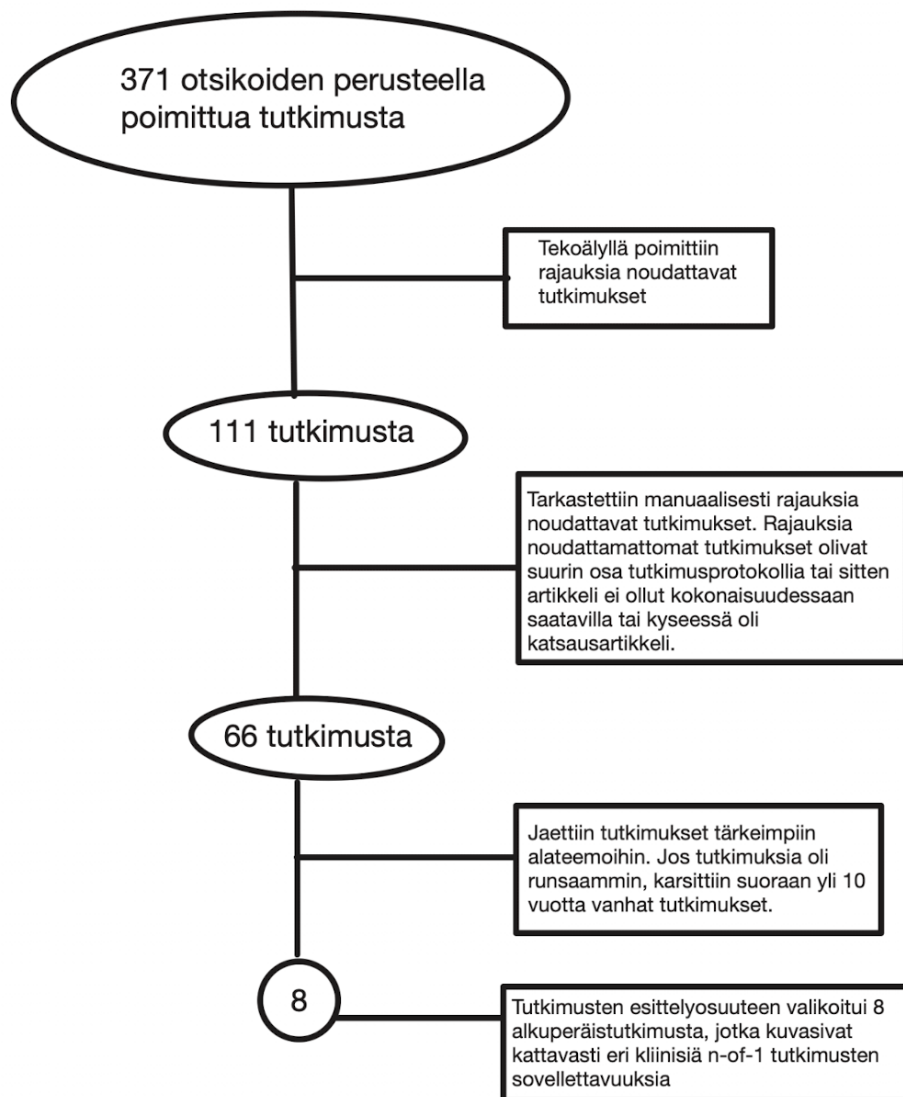 371 otsikoiden perusteella
poimittua tutkimusta
Tekoälyllä poimittiin
rajauksia noudattavat
tutkimukset
111 tutkimusta
Tarkastettiin manuaalisesti rajauksia
noudattavat tutkimukset. Rajauksia
noudattamattomat tutkimukset olivat
suurin osa tutkimusprotokollia tai sitten
artikkeli ei ollut kokonaisuudessaan
saatavilla tai kyseessä oli
katsausartikkeli.
66 tutkimusta
Jaettiin tutkimukset tärkeimpiin
alateemoihin. Jos tutkimuksia oli
runsaammin, karsittiin suoraan yli 10
vuotta vanhat tutkimukset.
8
Tutkimusten esittelyosuuteen valikoitui 8
alkuperäistutkimusta, jotka kuvasivat
kattavasti eri kliinisiä n-of-1 tutkimusten
sovellettavuuksia